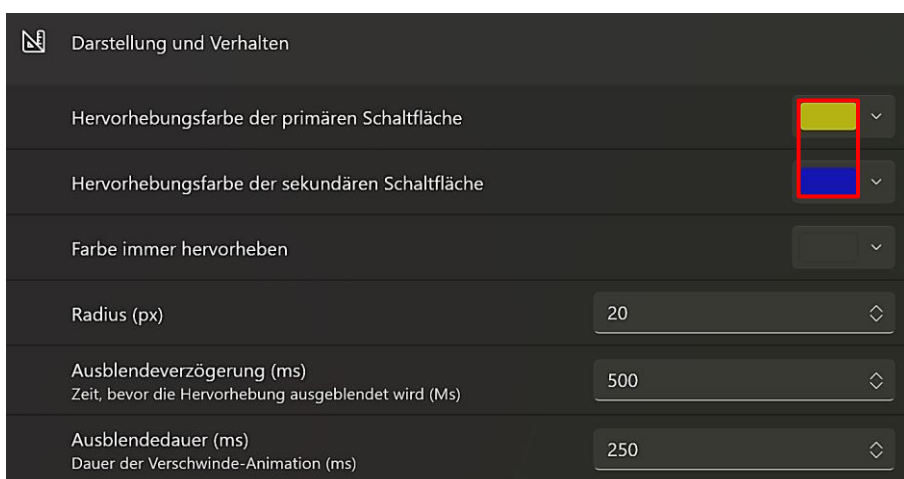 Darstellung und Verhalten
Hervorhebungsfarbe der primären Schaltfläche
Hervorhebungsfarbe der sekundären Schaltfläche
Farbe immer hervorheben
Radius (px)
20
Ausblendeverzögerung (ms)
Zeit, bevor die Hervorhebung ausgeblendet wird (Ms)
500
Ausblendedauer (ms)
Dauer der Verschwinde-Animation (ms)
250